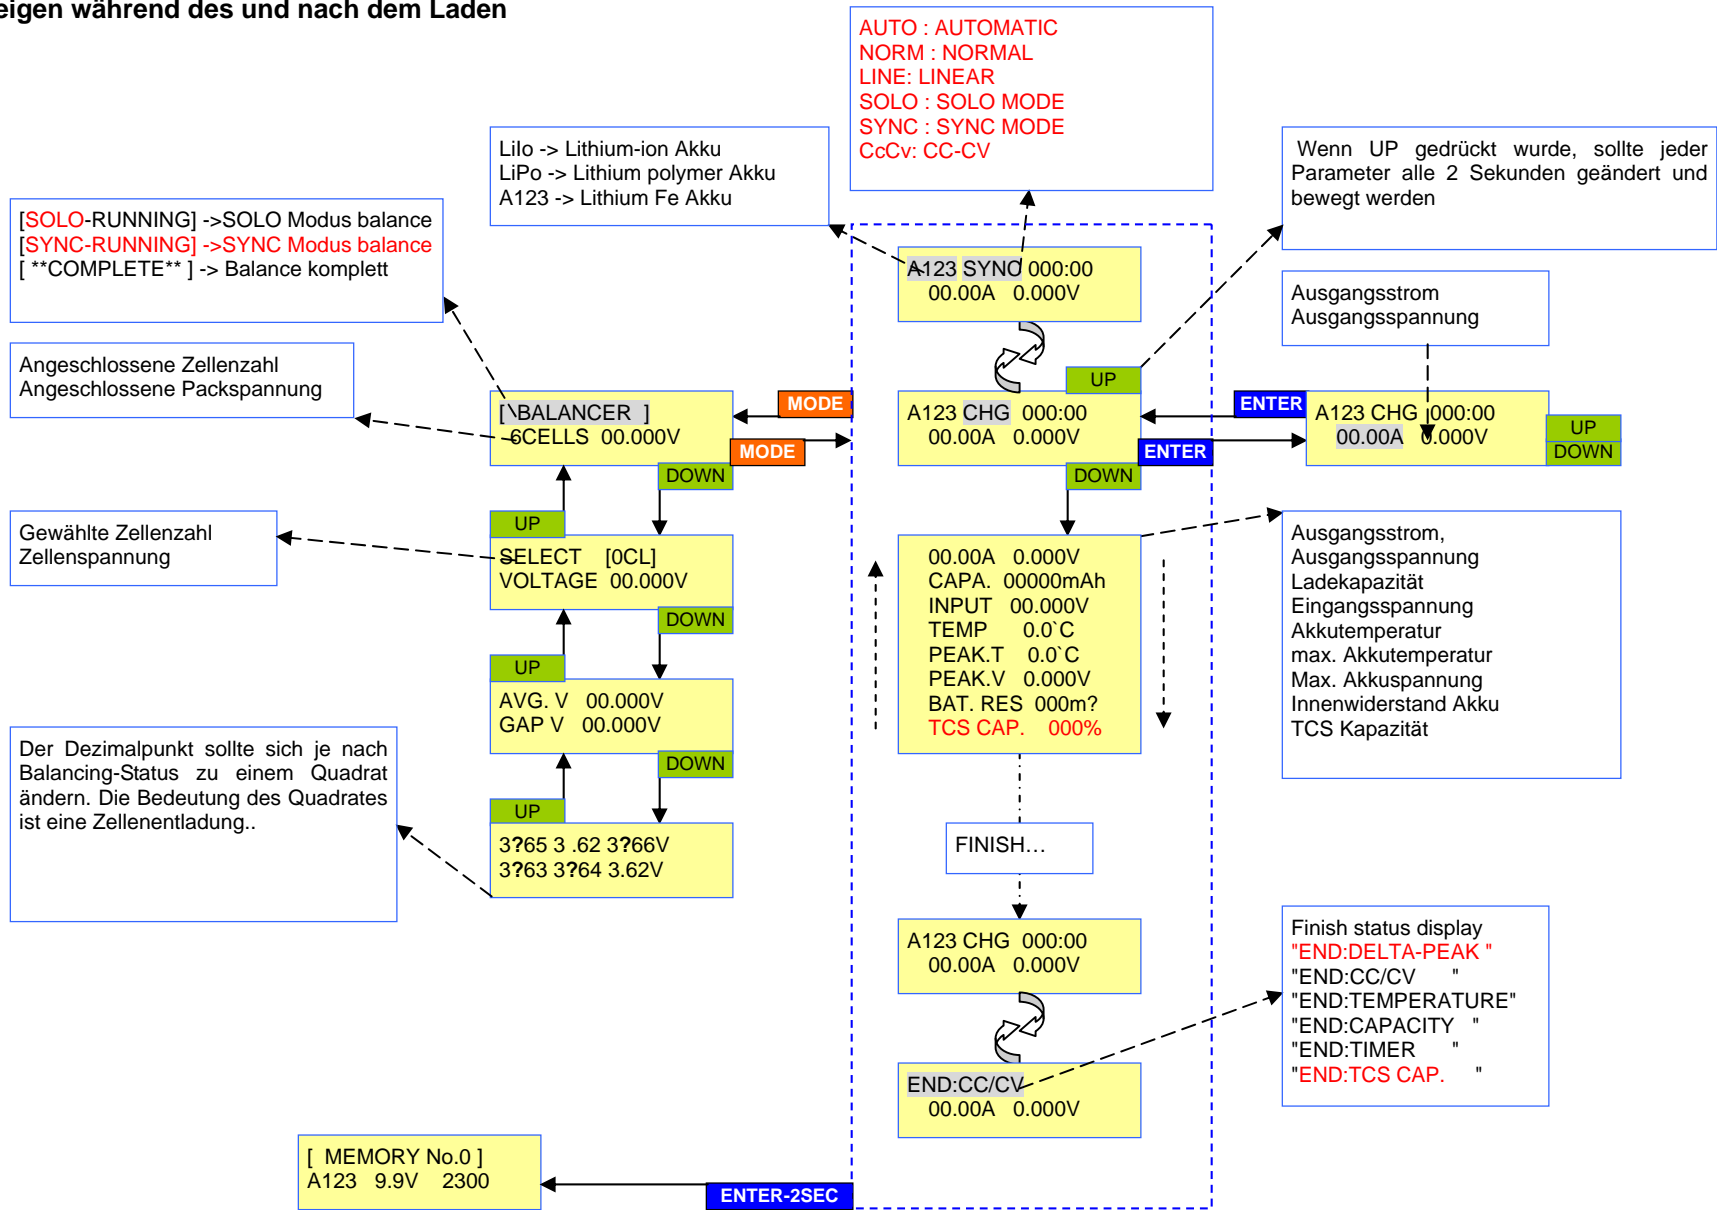 eigen während des und nach dem Laden
AUTO : AUTOMATIC
NORM : NORMAL
LINE: LINEAR
SOLO : SOLO MODE
SYNC : SYNC MODE
CcCv: CC-CV
LiIo -> Lithium-ion Akku
LiPo -> Lithium polymer Akku
A123 -> Lithium Fe Akku
Wenn UP gedrückt wurde, sollte jeder
Parameter alle 2 Sekunden geändert und
bewegt werden
[SOLO-RUNNING] ->SOLO Modus balance
[SYNC-RUNNING] ->SYNC Modus balance
[ **COMPLETE** ] -> Balance komplett
A123 SYNC 000:00
00.00A 0.000V
Ausgangsstrom
Ausgangsspannung
Angeschlossene Zellenzahl
Angeschlossene Packspannung
[ BALANCER ]
6CELLS 00.000V
MODE
MODE
DOWN
UP
A123 CHG 000:00
00.00A 0.000V
ENTER
ENTER
DOWN
A123 CHG 000:00
00.00A 0.000V
UP
DOWN
Gewählte Zellenzahl
Zellenspannung
UP
SELECT [0CL]
VOLTAGE 00.000V
DOWN
00.00A 0.000V
CAPA. 00000mAh
INPUT 00.000V
TEMP 0.0`C
PEAK.T 0.0`C
PEAK.V 0.000V
BAT. RES 000m?
TCS CAP. 000%
Ausgangsstrom,
Ausgangsspannung
Ladekapazität
Eingangsspannung
Akkutemperatur
max. Akkutemperatur
Max. Akkuspannung
Innenwiderstand Akku
TCS Kapazität
UP
AVG. V 00.000V
GAP V 00.000V
DOWN
Der Dezimalpunkt sollte sich je nach
Balancing-Status zu einem Quadrat
ändern. Die Bedeutung des Quadrates
ist eine Zellenentladung..
UP
3?65 3 .62 3?66V
3?63 3?64 3.62V
FINISH…
A123 CHG 000:00
00.00A 0.000V
Finish status display
"END:DELTA-PEAK "
"END:CC/CV "
"END:TEMPERATURE"
"END:CAPACITY "
"END:TIMER "
"END:TCS CAP. "
END:CC/CV
00.00A 0.000V
[ MEMORY No.0 ]
A123 9.9V 2300
ENTER-2SEC